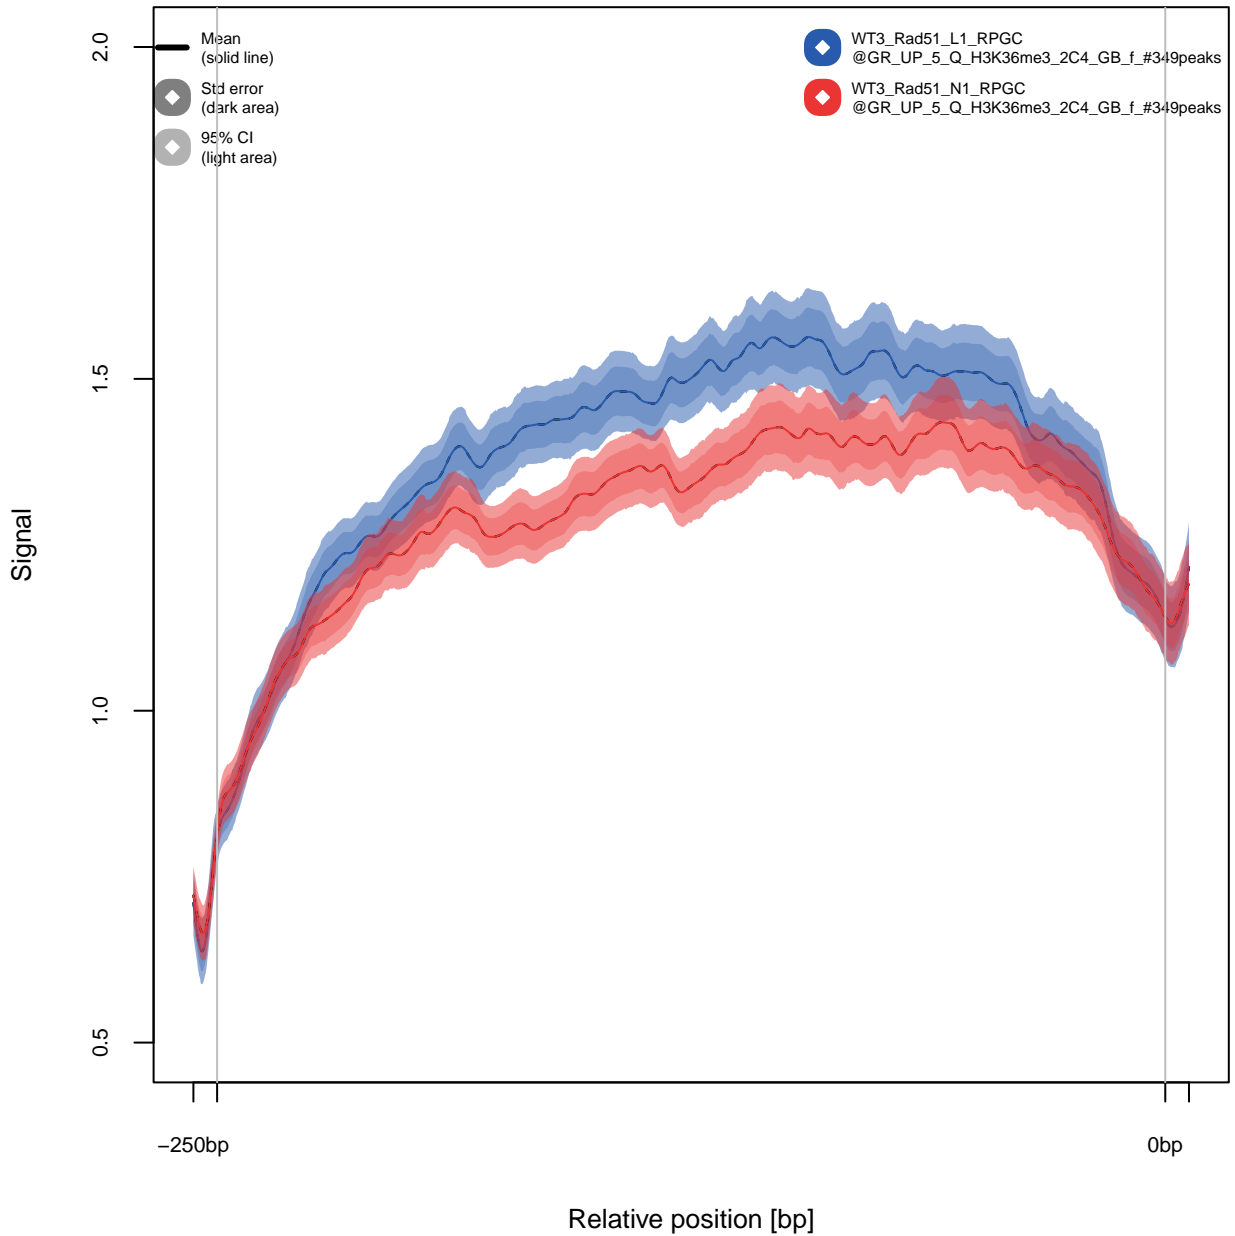 Mean
(solid line)
Std error
(dark area)
95% CI
(light area)
WT3_Rad51_L1_RPGC
@GR_UP_5_Q_H3K36me3_2C4_GB_f_#349peaks
WT3_Rad51_N1_RPGC
@GR_UP_5_Q_H3K36me3_2C4_GB_f_#349peaks
2.0
1.5
1.0
0.5
Signal
−250bp
0bp
Relative position [bp]